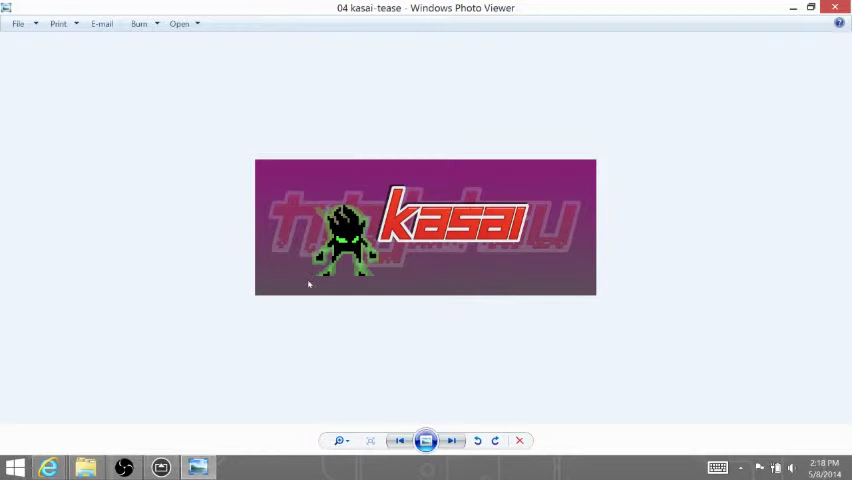 04 kasai-tease - Windows Photo Viewer
File Print E-mail Burn Open
kasai
2:18 PM
5/8/2014